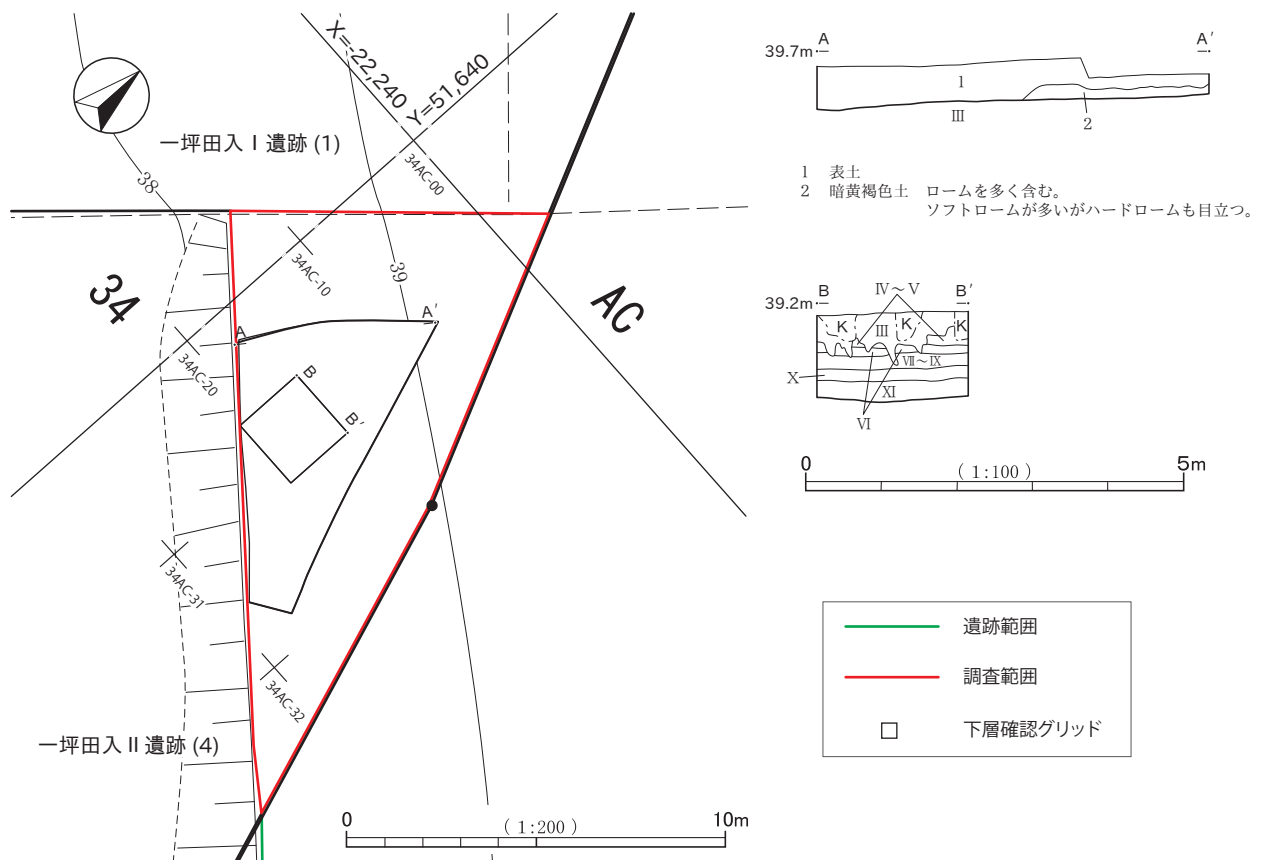 X=-22,240
Y=51,640
一坪田入 I 遺跡 (1)
38
34AC-00
34
34AC-10
39
AC
A
A′
34AC-20
B
B′
34AC-31
34AC-32
一坪田入 II 遺跡 (4)
0
(1:200)
10m
A
A′
39.7m
1
III
2
1 表土
2 暗黄褐色土 ロームを多く含む。
ソフトロームが多いがハードロームも目立つ。
B
IV～V
B′
39.2m
K
III
K
K
VII～IX
X
XI
VI
0
(1:100)
5m
遺跡範囲
調査範囲
下層確認グリッド